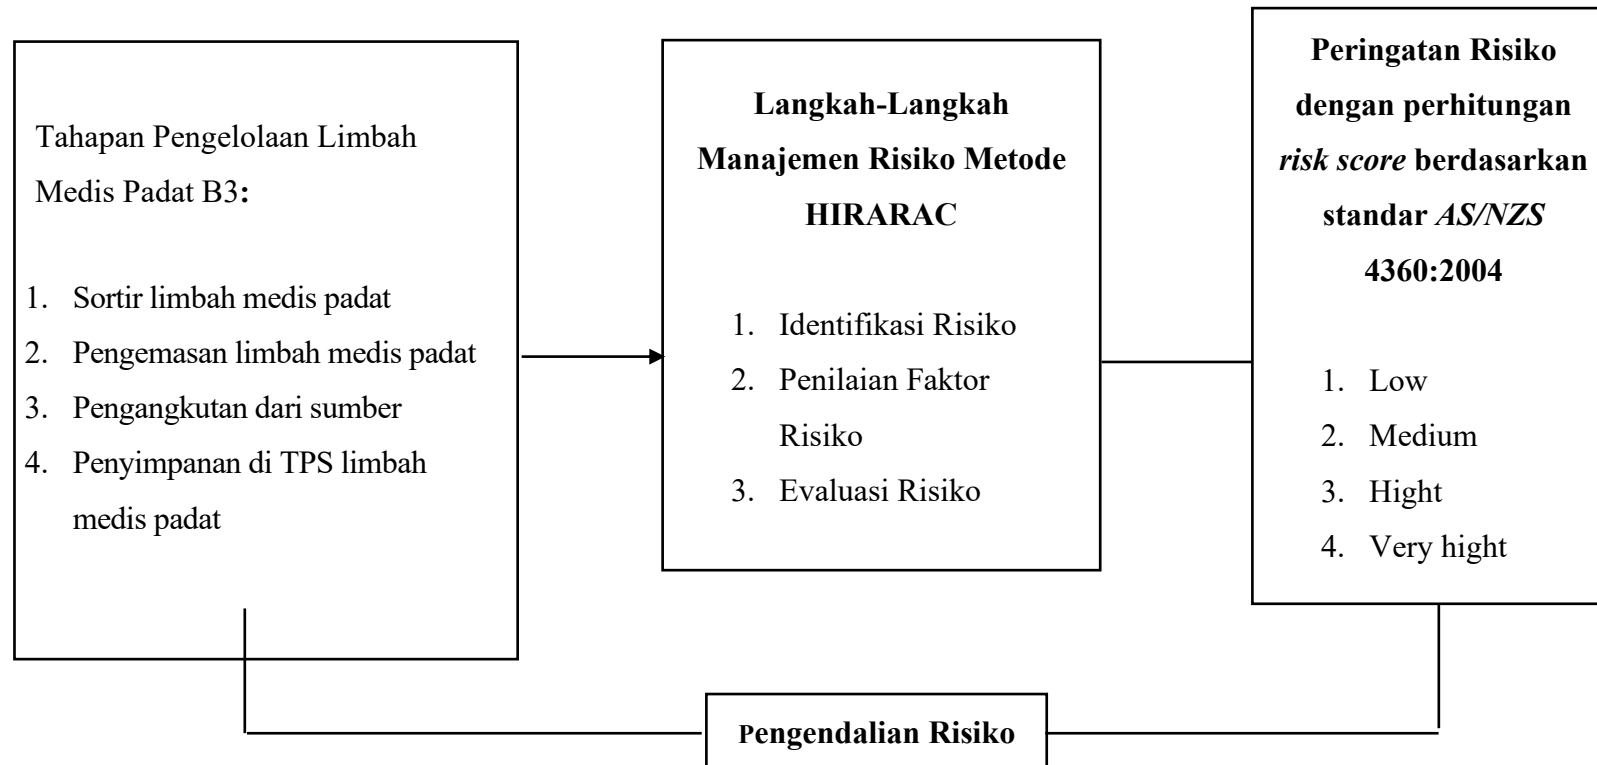 Tahapan Pengelolaan Limbah
Medis Padat B3:
1. Sortir limbah medis padat
2. Pengemasan limbah medis padat
3. Pengangkutan dari sumber
4. Penyimpanan di TPS limbah
medis padat
Langkah-Langkah
Manajemen Risiko Metode
HIRARAC
1. Identifikasi Risiko
2. Penilaian Faktor
Risiko
3. Evaluasi Risiko
Peringatan Risiko
dengan perhitungan
risk score berdasarkan
standar AS/NZS
4360:2004
1. Low
2. Medium
3. Hight
4. Very hight
Pengendalian Risiko